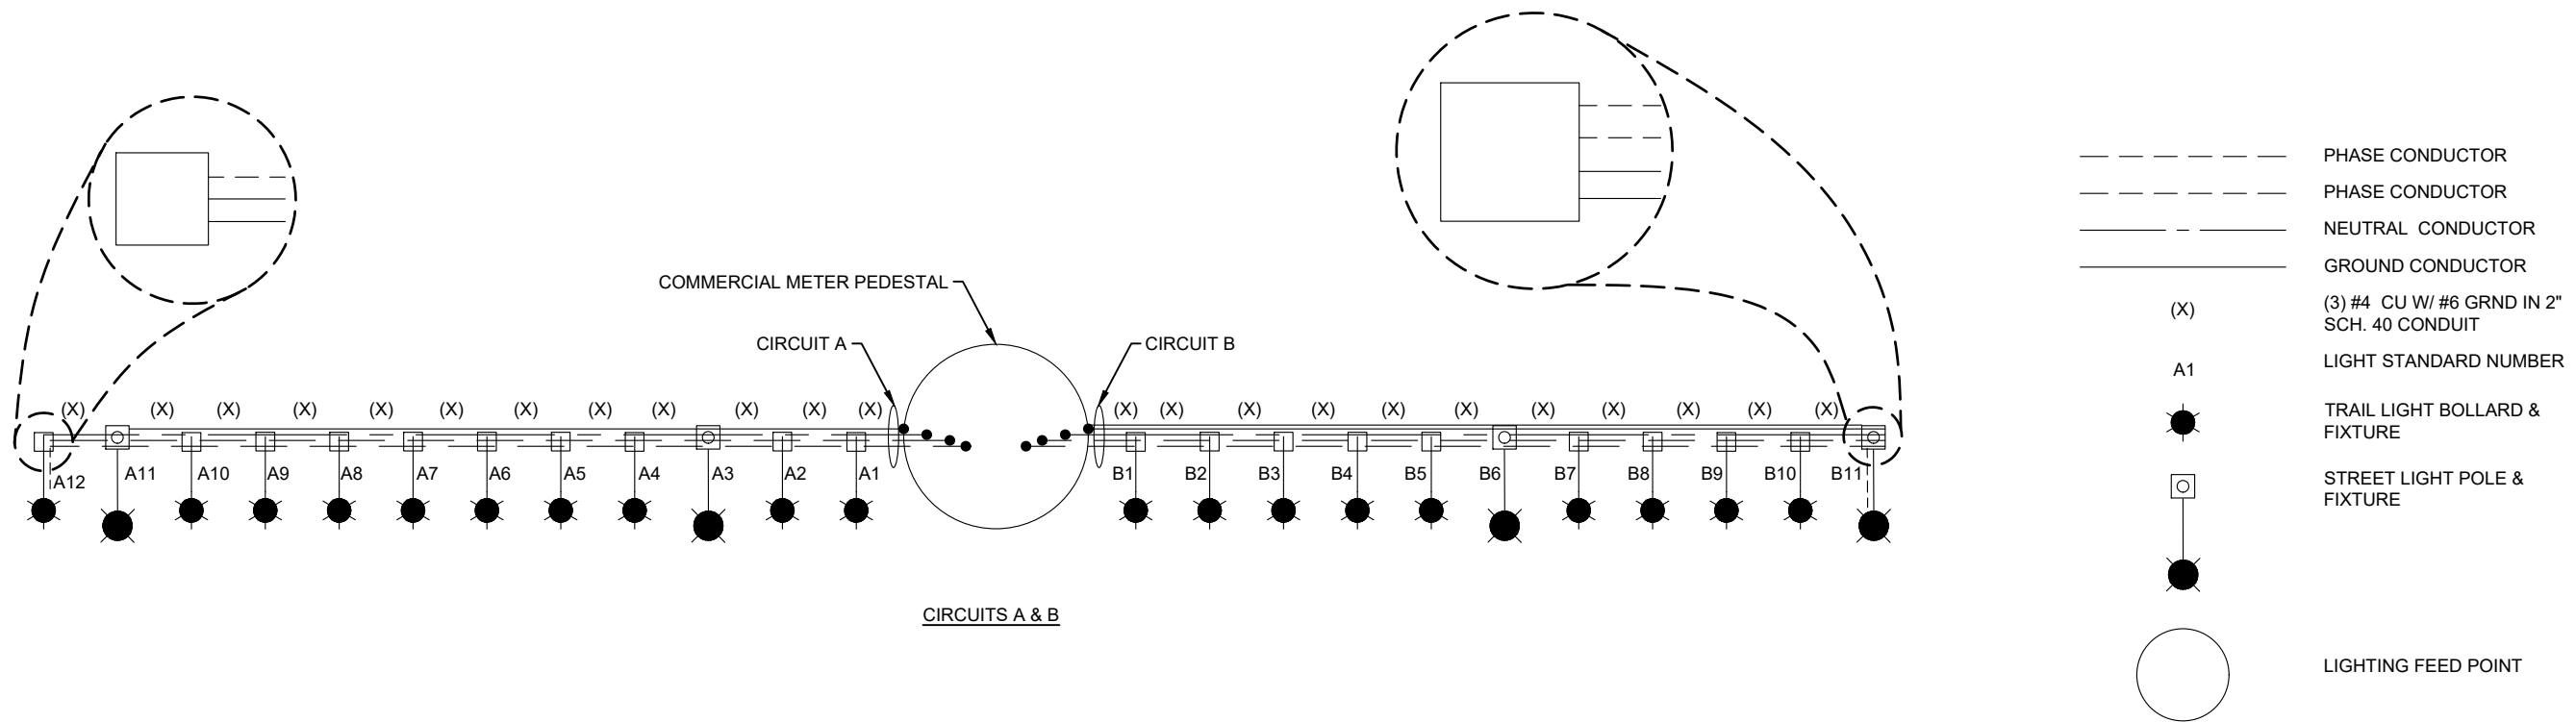 COMMERCIAL METER PEDESTAL
CIRCUIT A
CIRCUIT B
(X) (X) (X) (X) (X) (X) (X) (X) (X) (X) (X) (X)
(X) (X) (X) (X) (X) (X) (X) (X) (X) (X) (X)
A12 A11 A10 A9 A8 A7 A6 A5 A4 A3 A2 A1
B1 B2 B3 B4 B5 B6 B7 B8 B9 B10 B11
CIRCUITS A & B
PHASE CONDUCTOR
PHASE CONDUCTOR
NEUTRAL CONDUCTOR
GROUND CONDUCTOR
(X) (3) #4 CU W/ #6 GRND IN 2"
SCH. 40 CONDUIT
A1 LIGHT STANDARD NUMBER
TRAIL LIGHT BOLLARD &
FIXTURE
STREET LIGHT POLE &
FIXTURE
LIGHTING FEED POINT